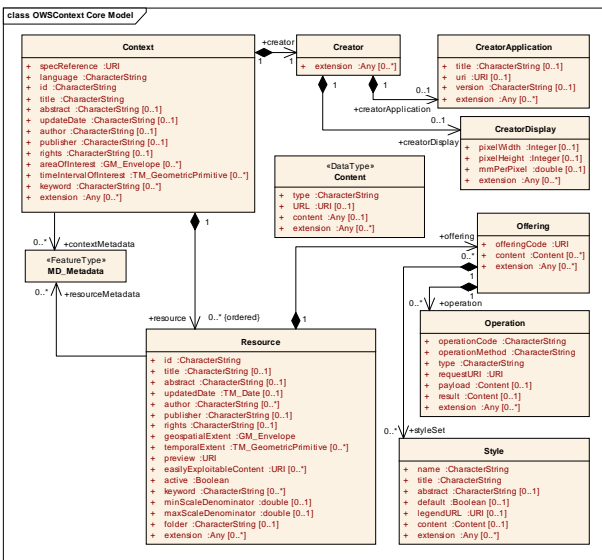 class OWSContext Core Model
Context
+ specReference :URI
+ language :CharacterString
+ id :CharacterString
+ title :CharacterString
+ abstract :CharacterString [0..1]
+ updateDate :CharacterString [0..1]
+ author :CharacterString [0..1]
+ publisher :CharacterString [0..1]
+ rights :CharacterString [0..1]
+ areaOfInterest :GM_Envelope [0..*]
+ timeIntervalOfInterest :TM_GeometricPrimitive [0..*]
+ keyword :CharacterString [0..*]
+ extension :Any [0..*]
+creator
1
1
Creator
+ extension :Any [0..*]
1
1
0..1
+creatorApplication
CreatorApplication
+ title :CharacterString [0..1]
+ uri :URI [0..1]
+ version :CharacterString [0..1]
+ extension :Any [0..*]
0..1
+creatorDisplay
CreatorDisplay
+ pixelWidth :Integer [0..1]
+ pixelHeight :Integer [0..1]
+ mmPerPixel :double [0..1]
+ extension :Any [0..*]
«DataType»
Content
+ type :CharacterString
+ URL :URI [0..1]
+ content :Any [0..1]
+ extension :Any [0..*]
1
0..* +contextMetadata
«FeatureType»
MD_Metadata
0..* +resourceMetadata
+offering
0..*
Offering
+ offeringCode :URI
+ content :Content [0..*]
+ extension :Any [0..*]
1
1
0..* +operation
Operation
+ operationCode :CharacterString
+ operationMethod :CharacterString
+ type :CharacterString
+ requestURI :URI
+ payload :Content [0..1]
+ result :Content [0..1]
+ extension :Any [0..*]
+resource 0..* {ordered}
1
Resource
+ id :CharacterString
+ title :CharacterString [0..1]
+ abstract :CharacterString [0..1]
+ updatedDate :TM_Date [0..1]
+ author :CharacterString [0..*]
+ publisher :CharacterString [0..1]
+ rights :CharacterString [0..1]
+ geospatialExtent :GM_Envelope
+ temporalExtent :TM_GeometricPrimitive [0..*]
+ preview :URI
+ easilyExploitableContent :URI [0..*]
+ active :Boolean
+ keyword :CharacterString [0..*]
+ minScaleDenominator :double [0..1]
+ maxScaleDenominator :double [0..1]
+ folder :CharacterString [0..1]
+ extension :Any [0..*]
0..* +styleSet
Style
+ name :CharacterString
+ title :CharacterString
+ abstract :CharacterString [0..1]
+ default :Boolean [0..1]
+ legendURL :URI [0..1]
+ content :Content [0..1]
+ extension :Any [0..*]